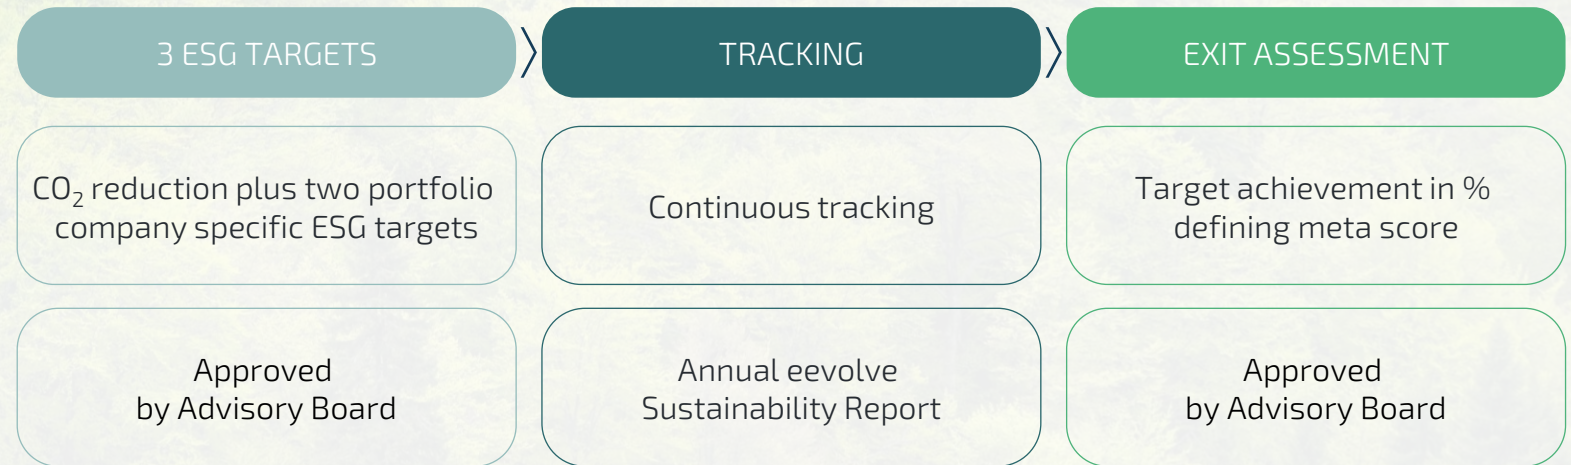 3 ESG TARGETS
TRACKING
EXIT ASSESSMENT
CO₂ reduction plus two portfolio
company specific ESG targets
Continuous tracking
Target achievement in %
defining meta score
Approved
by Advisory Board
Annual eevolve
Sustainability Report
Approved
by Advisory Board